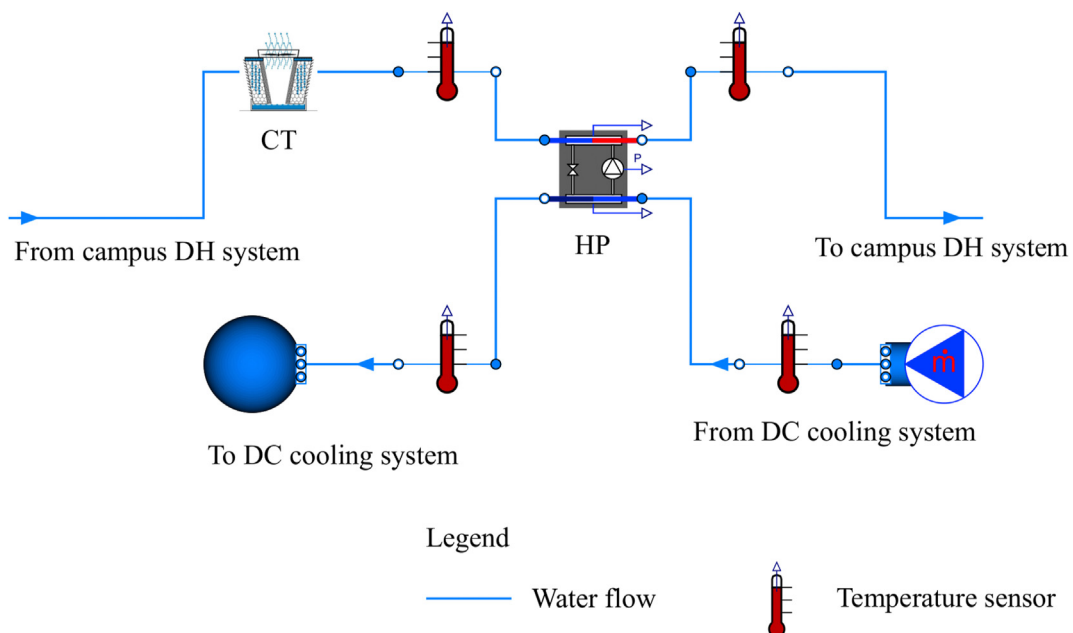 CT
P
HP
From campus DH system
To campus DH system
ṁ
To DC cooling system
From DC cooling system
Legend
Water flow
Temperature sensor